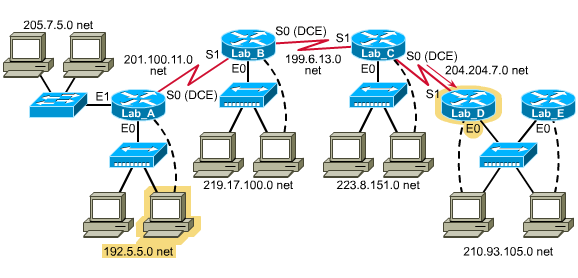 205.7.5.0 net
S0 (DCE)
S1
S0 (DCE)
201.100.11.0
net
S1
Lab_B
199.6.13.0
net
Lab_C
204.204.7.0
net
E0
E0
S0 (DCE)
S1
E1
Lab_A
Lab_D
Lab_E
E0
E0
E0
219.17.100.0 net
223.8.151.0 net
192.5.5.0 net
210.93.105.0 net